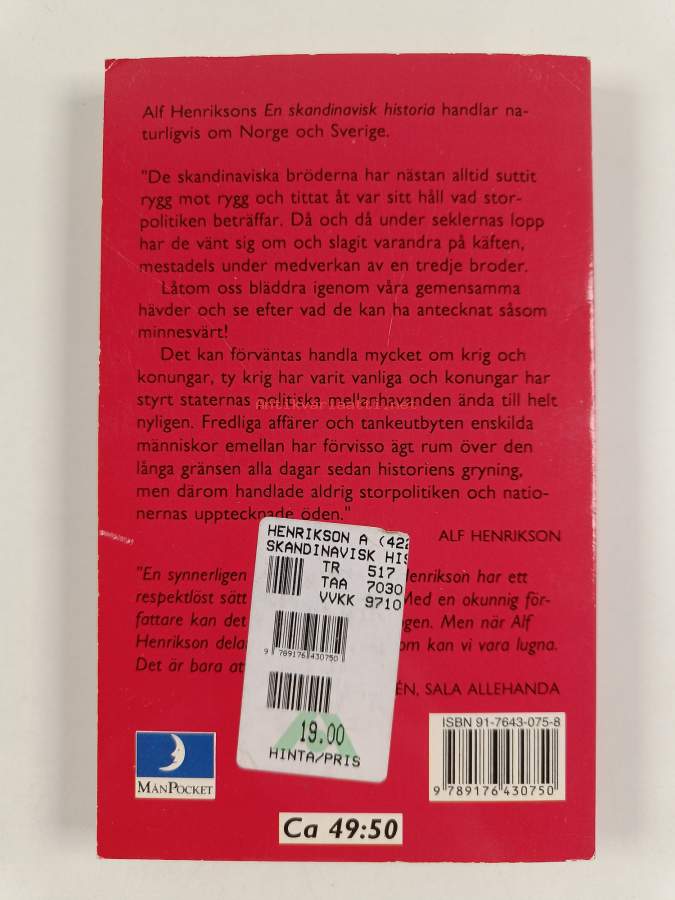 Alf Henriksons En skandinavisk historia handlar na-
turligvis om Norge och Sverige.
"De skandinaviska bröderna har nästan alltid suttit
rygg mot rygg och tittat åt var sitt håll vad stor-
politiken beträffar. Då och då under seklernas lopp
har de vänt sig om och slagit varandra på käften,
mestadels under medverkan av en tredje broder.
Låtom oss bläddra igenom våra gemensamma
hävder och se efter vad de kan ha antecknat såsom
minnesvärt!
Det kan förväntas handla mycket om krig och
konungar, ty krig har varit vanliga och konungar har
styrt staternas politiska mellanhavanden ända till helt
Antikvariaatti.net
nyligen. Fredliga affärer och tankeutbyten enskilda
människor emellan har förvisso ägt rum över den
långa gränsen alla dagar sedan historiens gryning,
men därom handlade aldrig storpolitiken och natio-
nernas upptecknade öden."
ALF HENRIKSON
"En synnerligen Henrikson har ett
respektlöst sätt Med en okunnig för-
fattare kan det ogen. Men när Alf
Henrikson dela om kan vi vara lugna.
Det är bara at
ÉN, SALA ALLEHANDA
HENRIKSON A (422
SKANDINAVISK HIS
TR 517
TAA 7030
VVKK 9710
9 789176 430750
19.00
HINTA/PRIS
MÅNPOCKET
Ca 49:50
ISBN 91-7643-075-8
9 789176 430750